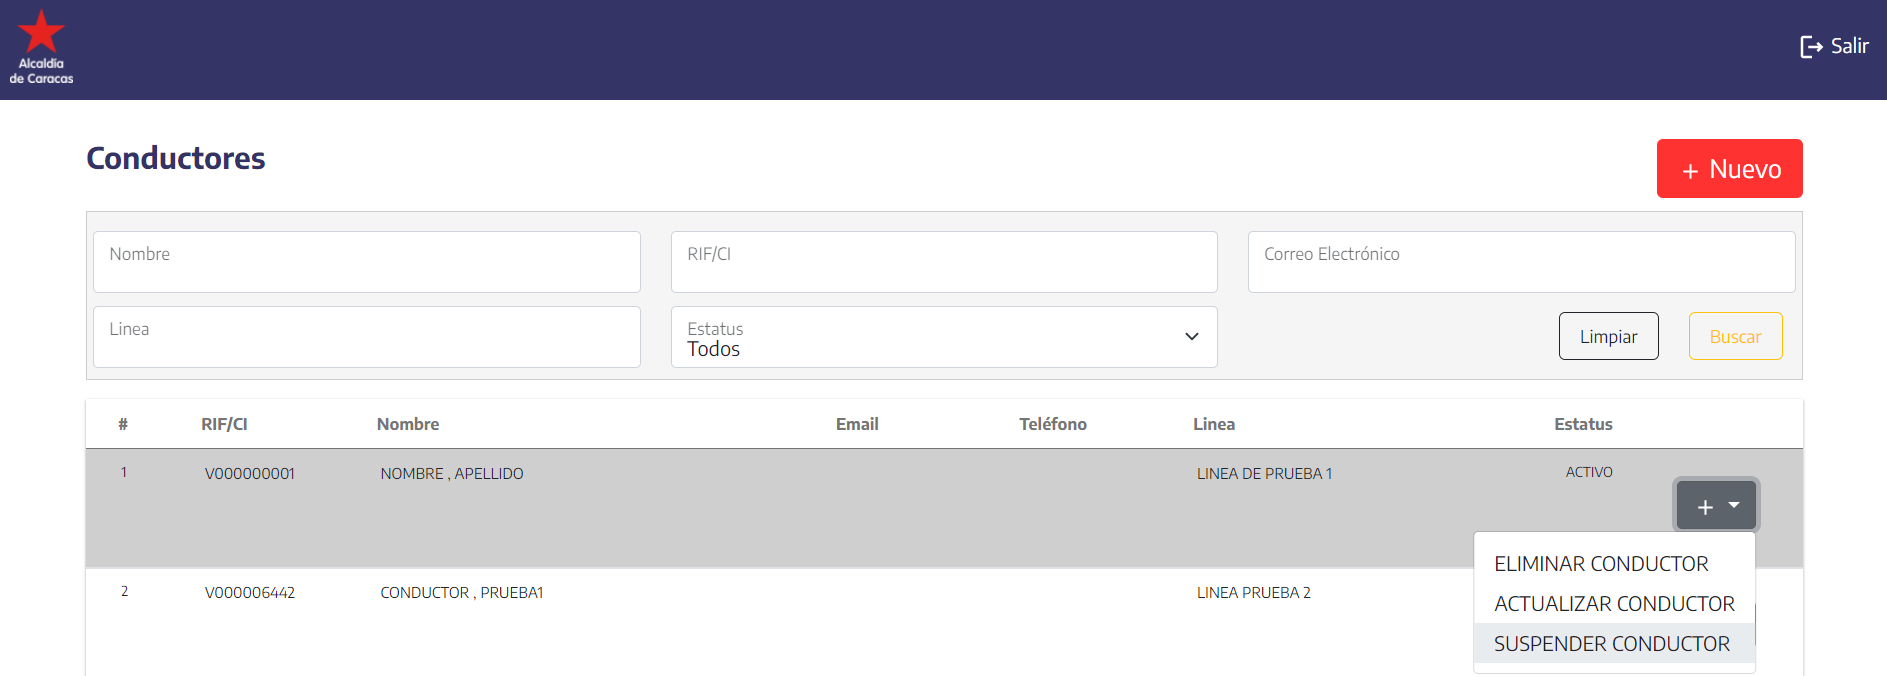 Alcaldía
de Caracas
Salir
Conductores
+ Nuevo
Nombre
RIF/CI
Correo Electrónico
Linea
Estatus
Todos
Limpiar
Buscar
# RIF/CI Nombre Email Teléfono Linea Estatus
1 V000000001 NOMBRE , APELLIDO LINEA DE PRUEBA 1 ACTIVO
+
ELIMINAR CONDUCTOR
2 V000006442 CONDUCTOR , PRUEBA1 LINEA PRUEBA 2
ACTUALIZAR CONDUCTOR
SUSPENDER CONDUCTOR